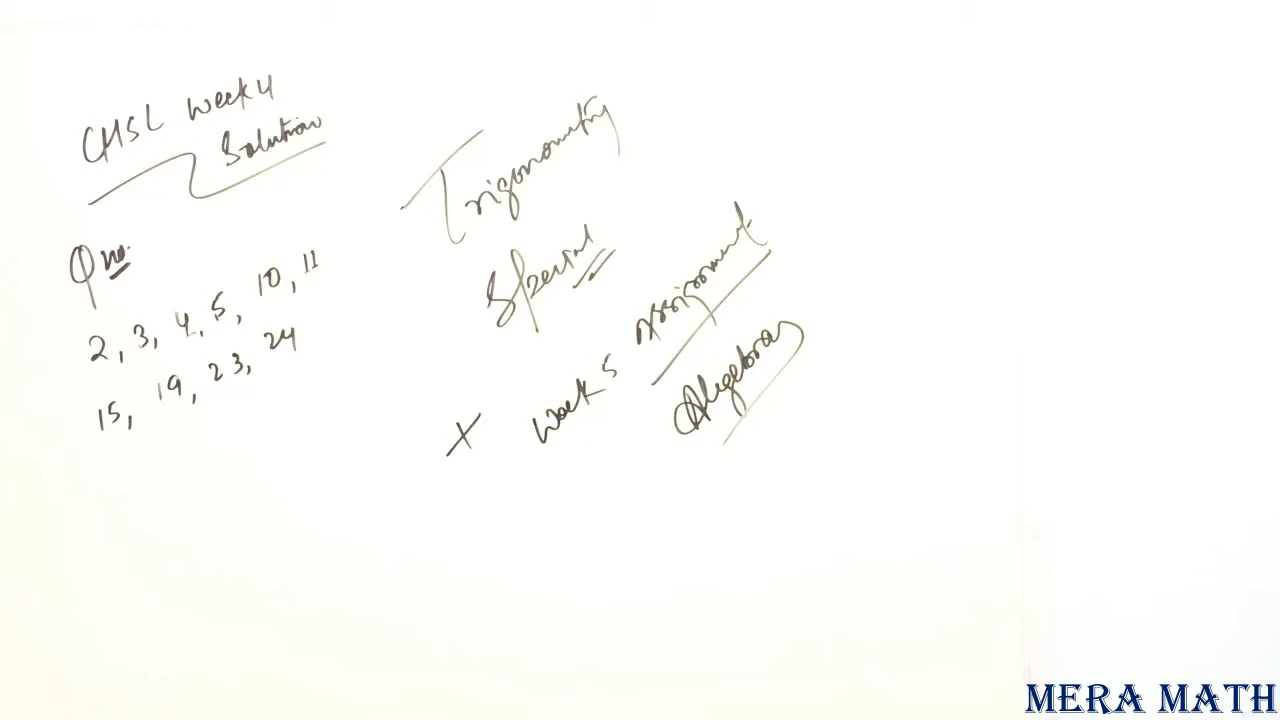 CHSL Week 4
Solution
Q no.
2, 3, 4, 5, 10, 11
15, 19, 23, 24
Trigonometry
Special
+ Week 5 Assignment
Algebra
MERA MATH